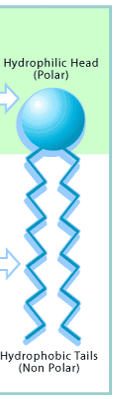 Hydrophilic Head
(Polar)
Hydrophobic Tails
(Non Polar)